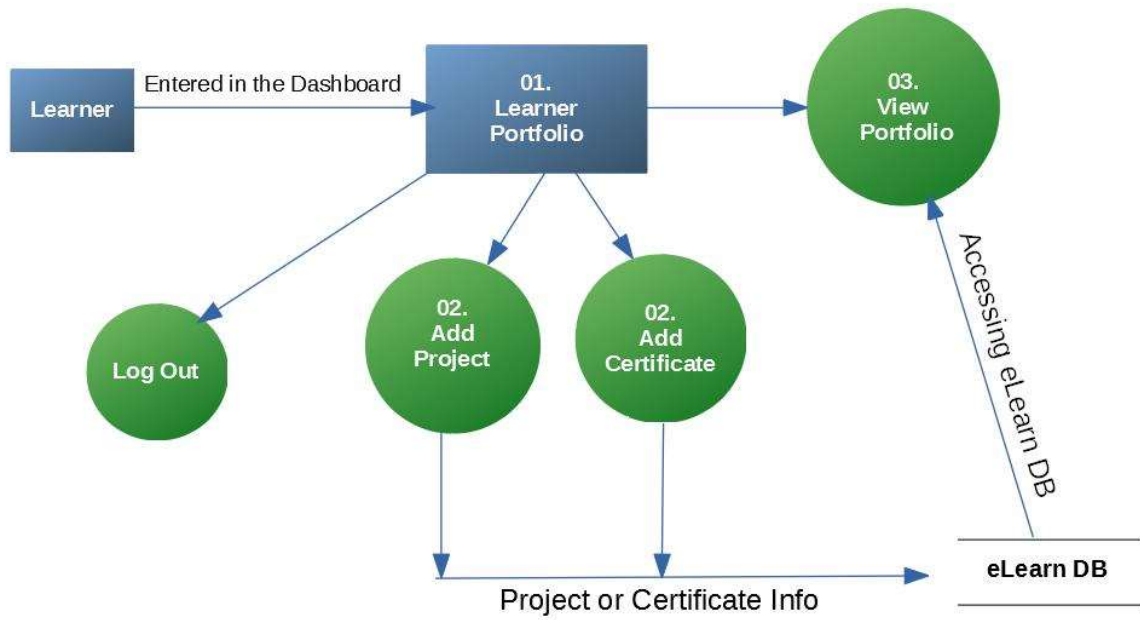 Learner
Entered in the Dashboard
01.
Learner
Portfolio
03.
View
Portfolio
Log Out
02.
Add
Project
02.
Add
Certificate
Accessing eLearn DB
eLearn DB
Project or Certificate Info